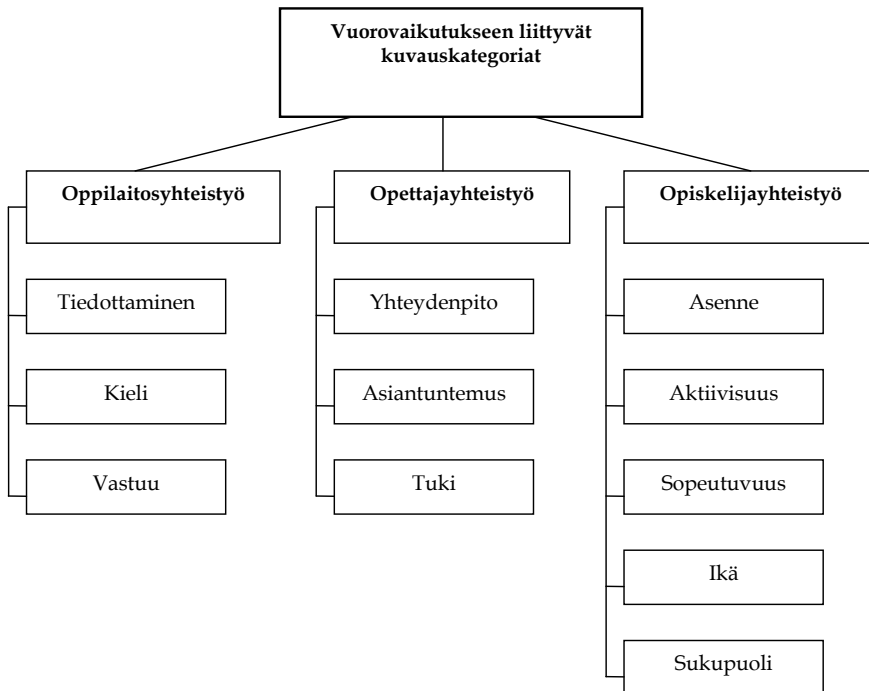 Vuorovaikutukseen liittyvät
kuvauskategoriat
Oppilaitosyhteistyö
Tiedottaminen
Kieli
Vastuu
Opettajayhteistyö
Yhteydenpito
Asiantuntemus
Tuki
Opiskelijayhteistyö
Asenne
Aktiivisuus
Sopeutuvuus
Ikä
Sukupuoli